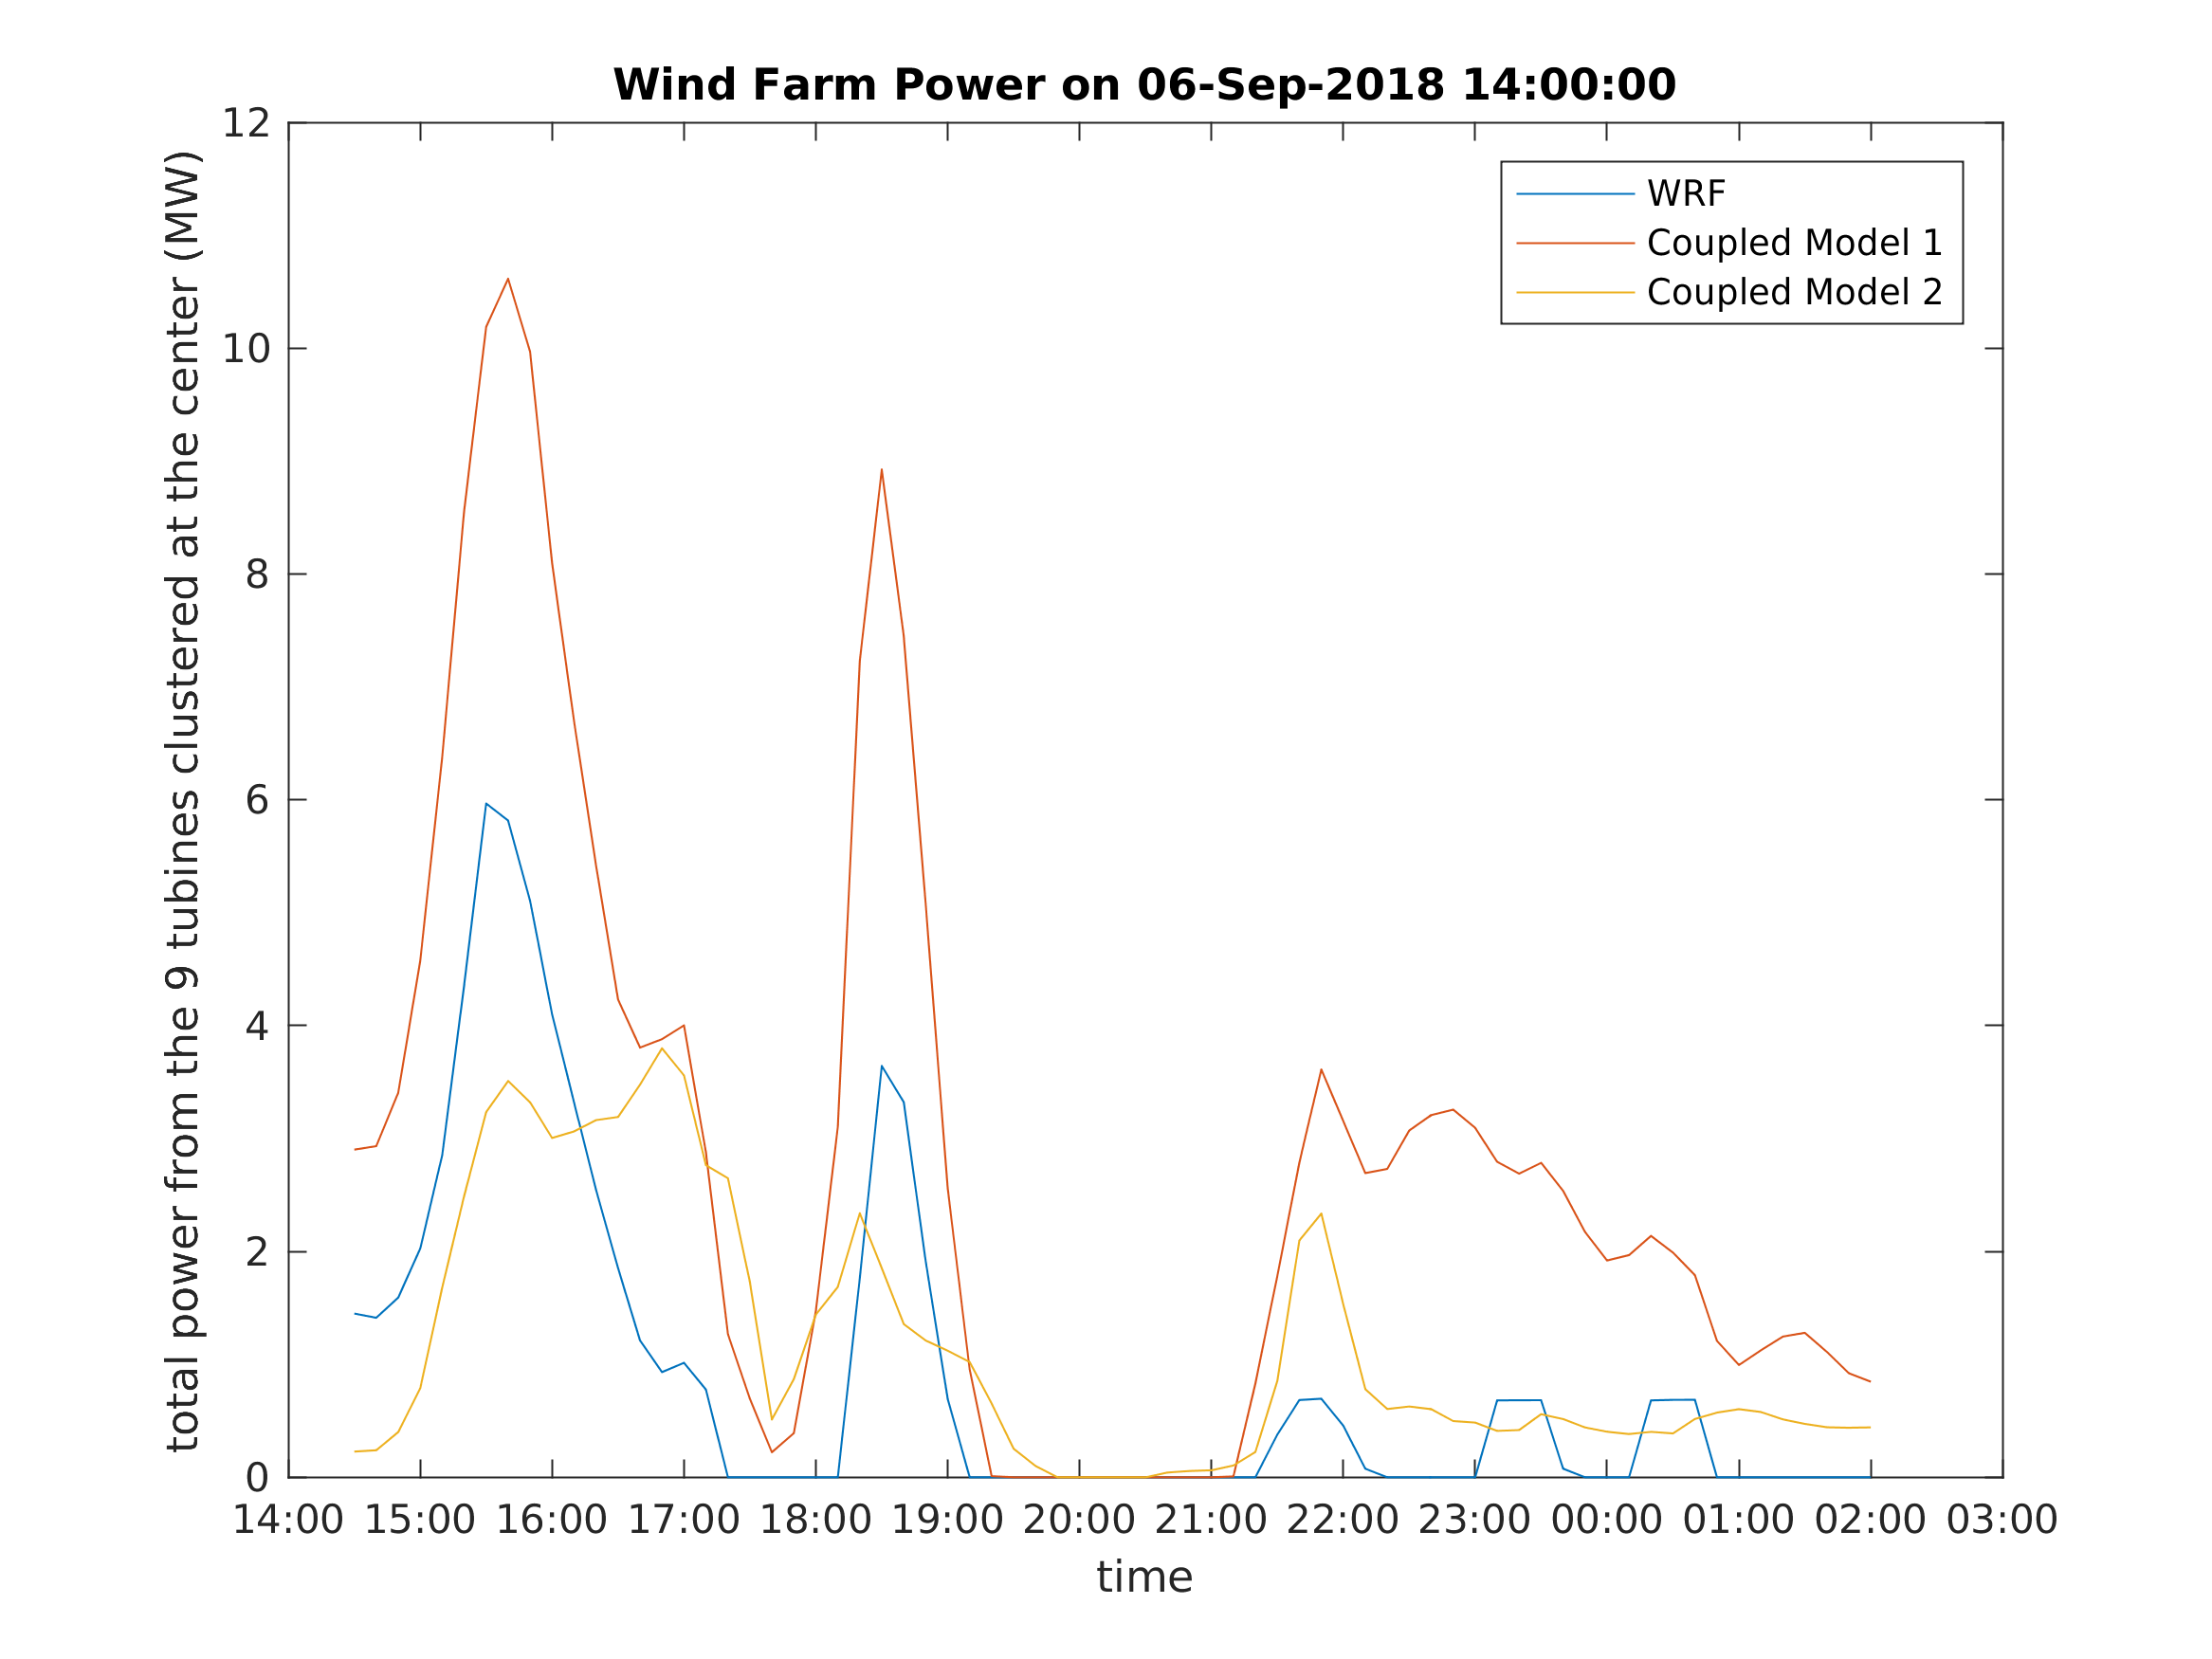 Wind Farm Power on 06-Sep-2018 14:00:00
total power from the 9 tubines clustered at the center (MW)
12
10
8
6
4
2
0
WRF
Coupled Model 1
Coupled Model 2
14:00 15:00 16:00 17:00 18:00 19:00 20:00 21:00 22:00 23:00 00:00 01:00 02:00 03:00
time